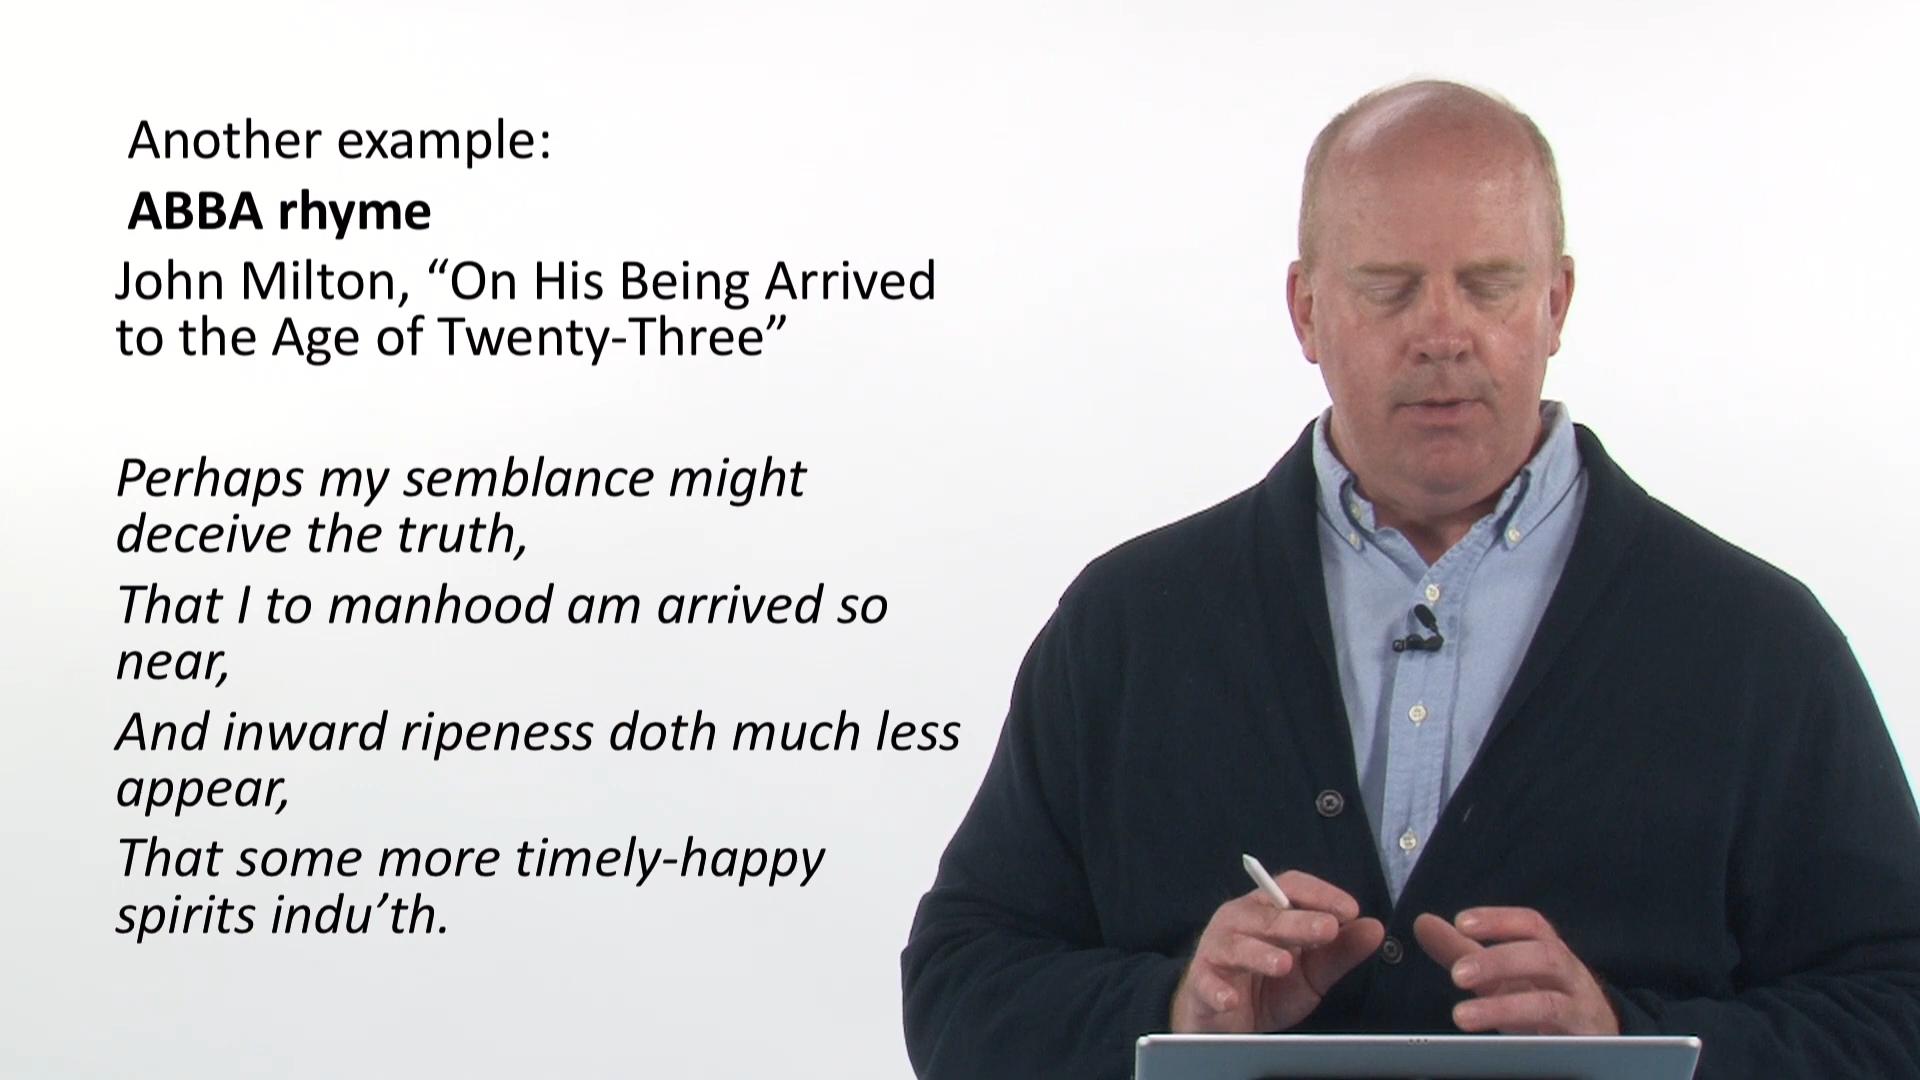 Another example:
ABBA rhyme
John Milton, “On His Being Arrived
to the Age of Twenty-Three”
Perhaps my semblance might
deceive the truth,
That I to manhood am arrived so
near,
And inward ripeness doth much less
appear,
That some more timely-happy
spirits indu’th.